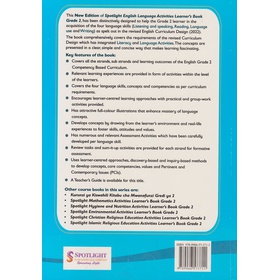 This New Edition of Spotlight English Language Activities Learner's Book
Grade 2, has been distinctively designed to help the Grade 2 learner in the
acquisition of the four language skills (Listening and speaking, Reading, Language
use and Writing) as spelt out in the revised English Curriculum Design (2022).
The book comprehensively covers the requirements of the revised Curriculum
Design which has integrated Literacy and Language Activities. The concepts are
presented in a clear, simple and concise way that makes learning fascinating.
Key features of the book:
Covers all the strands, sub strands and learning outcomes of the English Grade 2
Competency Based Curriculum.
Relevant learning experiences are provided in form of activities within the level
of the learners.
Covers the four language skills, concepts and competencies as per curriculum
requirements.
Encourages learner-centered learning approaches with practical and group-work
activities provided.
Has attractive full-colour illustrations that enhance mastery of language
concepts.
Develops concepts by drawing from the learner's environment and real-life
experiences to foster skills, attitudes and values.
Has numerous and relevant Assessment Activities which have been carefully
developed per language skill.
Review tasks and sum-it-up activities are provided for each strand for summative
assessment.
Uses learner-centered approaches, discovery-and-based inquiry-based methods
to develop concepts, core competencies, values and Pertinent and
Contemporary Issues (PCIs).
A Teacher's Guide is available for this title.
Other course books in this series are:
Kurunzi ya Kiswahili Kitabu cha Mwanafunzi Gredi ya 2
Spotlight Mathematics Activities Learner's Book Grade 2
Spotlight Hygiene and Nutrition Activities Learner's Book Grade 2
Spotlight Environmental Activities Learner's Book Grade 2
Spotlight Christian Religious Education Activities Learner's Book Grade 2
Spotlight Islamic Religious Education Activities Learner's Book Grade 2
SPOTLIGHT